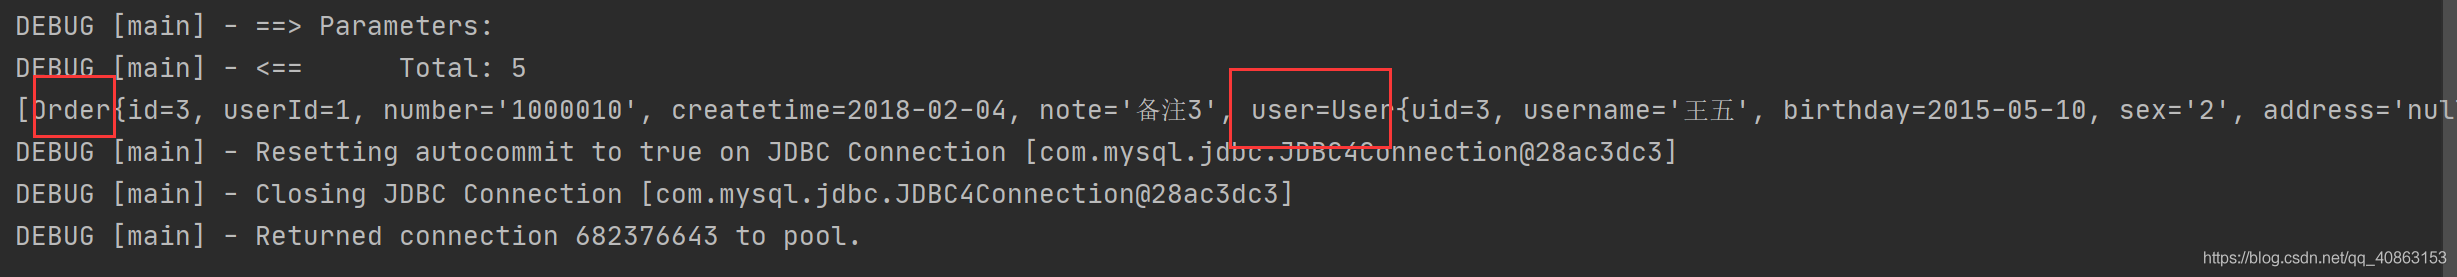 DEBUG [main] - ==> Parameters:
DEBUG [main] - <==      Total: 5
[Order{id=3, userId=1, number='1000010', createtime=2018-02-04, note='备注3', user=User{uid=3, username='王五', birthday=2015-05-10, sex='2', address='nul
DEBUG [main] - Resetting autocommit to true on JDBC Connection [com.mysql.jdbc.JDBC4Connection@28ac3dc3]
DEBUG [main] - Closing JDBC Connection [com.mysql.jdbc.JDBC4Connection@28ac3dc3]
DEBUG [main] - Returned connection 682376643 to pool.
https://blog.csdn.net/qq_40863153